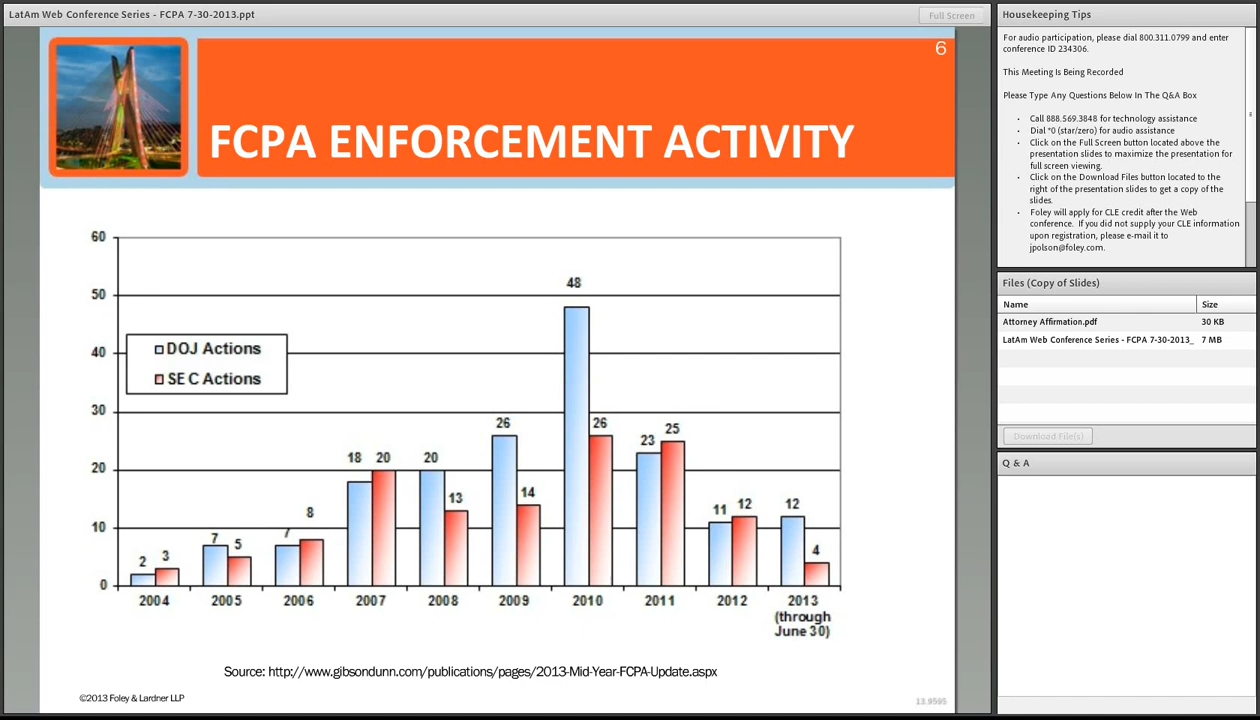 LatAm Web Conference Series - FCPA 7-30-2013.ppt
Full Screen
6
FCPA ENFORCEMENT ACTIVITY
60
50
40
30
20
10
0
DOJ Actions
SEC Actions
2 3
7 5
7 8
18 20
20 13
26 14
48 26
23 25
11 12
12 4
2004 2005 2006 2007 2008 2009 2010 2011 2012 2013
(through
June 30)
Source: http://www.gibsondunn.com/publications/pages/2013-Mid-Year-FCPA-Update.aspx
©2013 Foley & Lardner LLP
13.9595
Housekeeping Tips
For audio participation, please dial 800.311.0799 and enter
conference ID 234306.
This Meeting Is Being Recorded
Please Type Any Questions Below In The Q&A Box
· Call 888.569.3848 for technology assistance
· Dial *0 (star/zero) for audio assistance
· Click on the Full Screen button located above the
presentation slides to maximize the presentation for
full screen viewing.
· Click on the Download Files button located to the
right of the presentation slides to get a copy of the
slides.
· Foley will apply for CLE credit after the Web
conference. If you did not supply your CLE information
upon registration, please e-mail it to
jpolson@foley.com.
Files (Copy of Slides)
Name Size
Attorney Affirmation.pdf 30 KB
LatAm Web Conference Series - FCPA 7-30-2013_ 7 MB
Download File(s)
Q & A